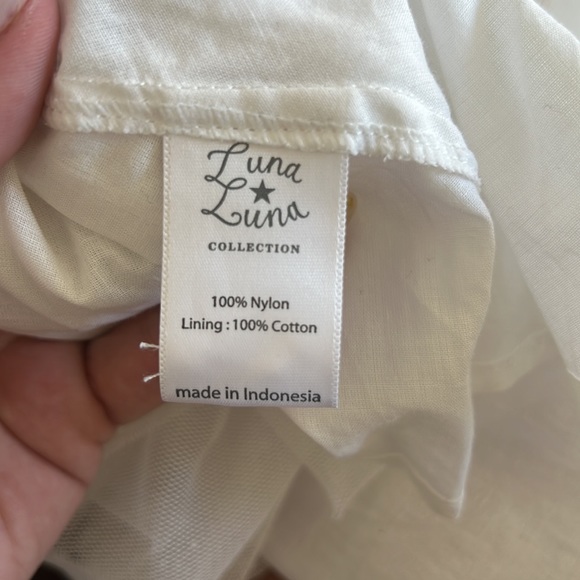 Luna
Luna
COLLECTION
100% Nylon
Lining : 100% Cotton
made in Indonesia